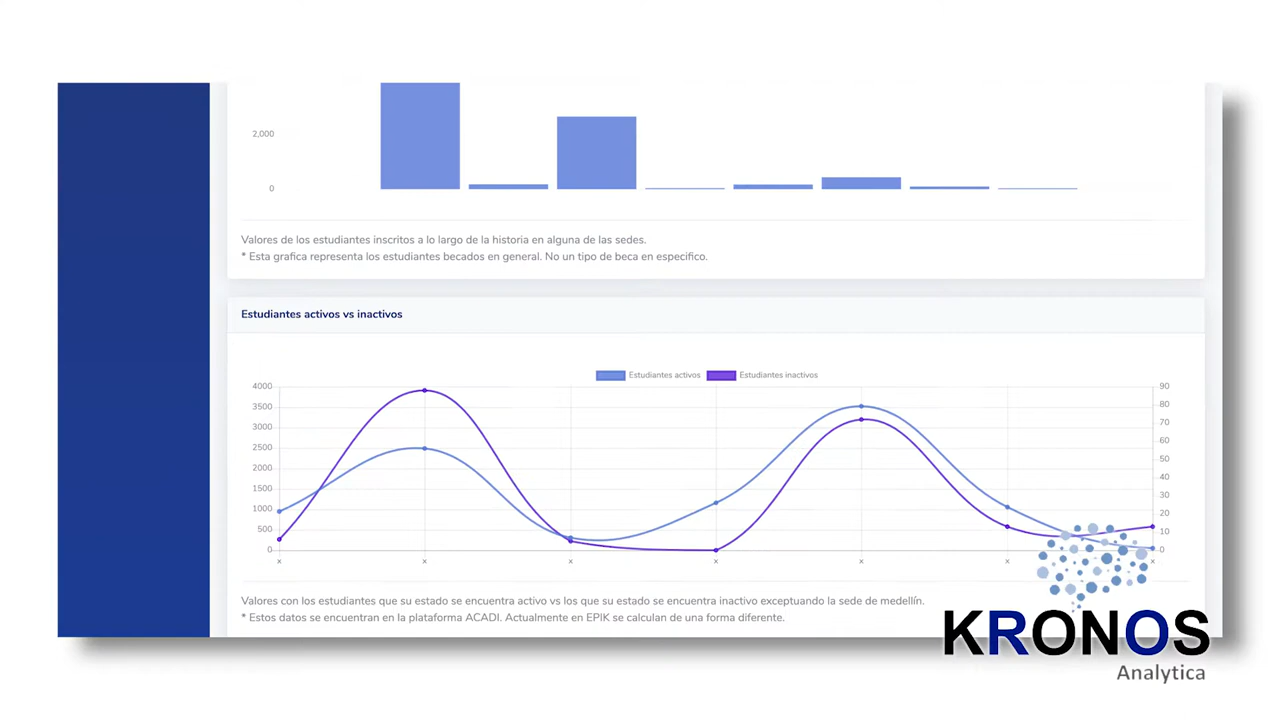 2,000
0
Valores de los estudiantes inscritos a lo largo de la historia en alguna de las sedes.
* Esta grafica representa los estudiantes becados en general. No un tipo de beca en especifico.
Estudiantes activos vs inactivos
Estudiantes activos Estudiantes inactivos
4000 90
3500 80
3000 70
2500 60
2000 50
1500 40
1000 30
500 20
0 10
0
× × × × × × ×
Valores con los estudiantes que su estado se encuentra activo vs los que su estado se encuentra inactivo exceptuando la sede de medellín.
* Estos datos se encuentran en la plataforma ACADI. Actualmente en EPIK se calculan de una forma diferente.
KRONOS
Analytica